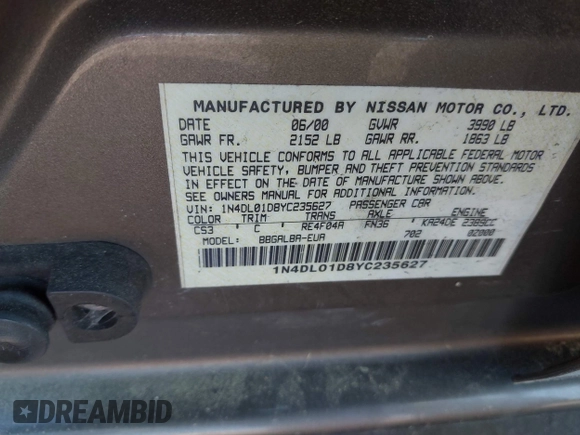 MANUFACTURED BY NISSAN MOTOR CO., LTD.
DATE 06/00 GVWR 3990 LB
GAWR FR. 2152 LB GAWR RR. 1863 LB
THIS VEHICLE CONFORMS TO ALL APPLICABLE FEDERAL MOTOR
VEHICLE SAFETY, BUMPER AND THEFT PREVENTION STANDARDS
IN EFFECT ON THE DATE OF MANUFACTURE SHOWN ABOVE.
SEE OWNERS MANUAL FOR ADDITIONAL INFORMATION.
VIN: 1N4DL01D8YC235627 PASSENGER CAR
COLOR TRIM TRANS AXLE ENGINE
CS3 C RE4F04A FN36 KA24DE 2389CC
MODEL: BBGALBA-EUA 702 02000
1N4DL01D8YC235627
DREAMBID